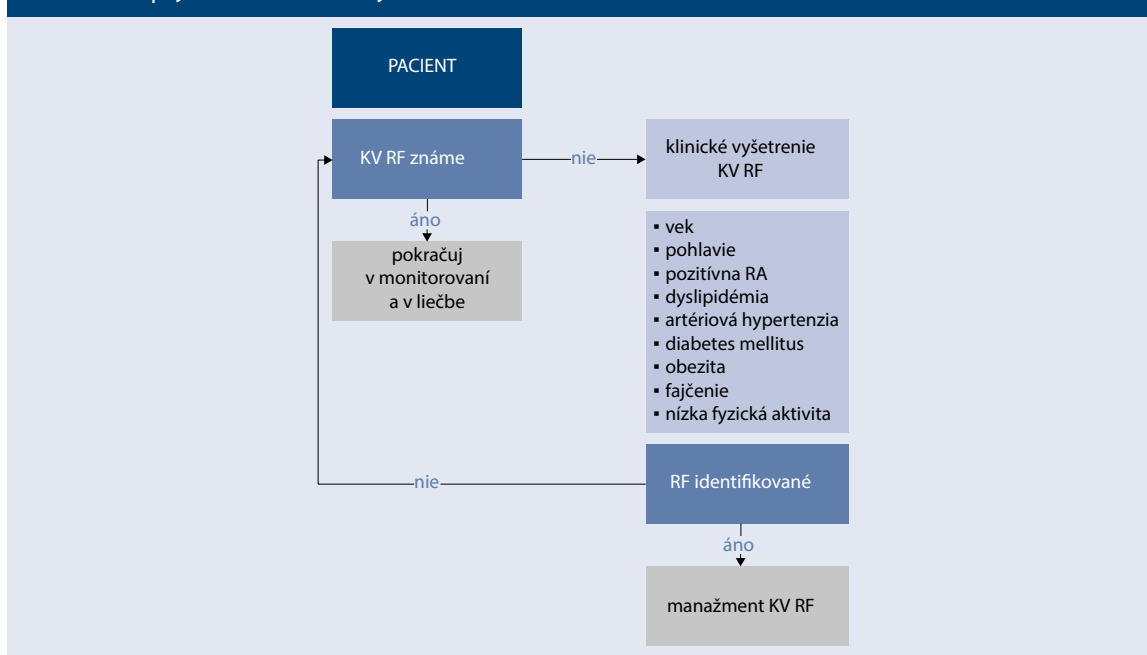 PACIENT
KV RF známe
nie
klinické vyšetrenie
KV RF
áno
pokračuj
v monitorovaní
a v liečbe
▪ vek
▪ pohlavie
▪ pozitívna RA
▪ dyslipidémia
▪ artériová hypertenzia
▪ diabetes mellitus
▪ obezita
▪ fajčenie
▪ nízka fyzická aktivita
nie
RF identifikované
áno
manažment KV RF